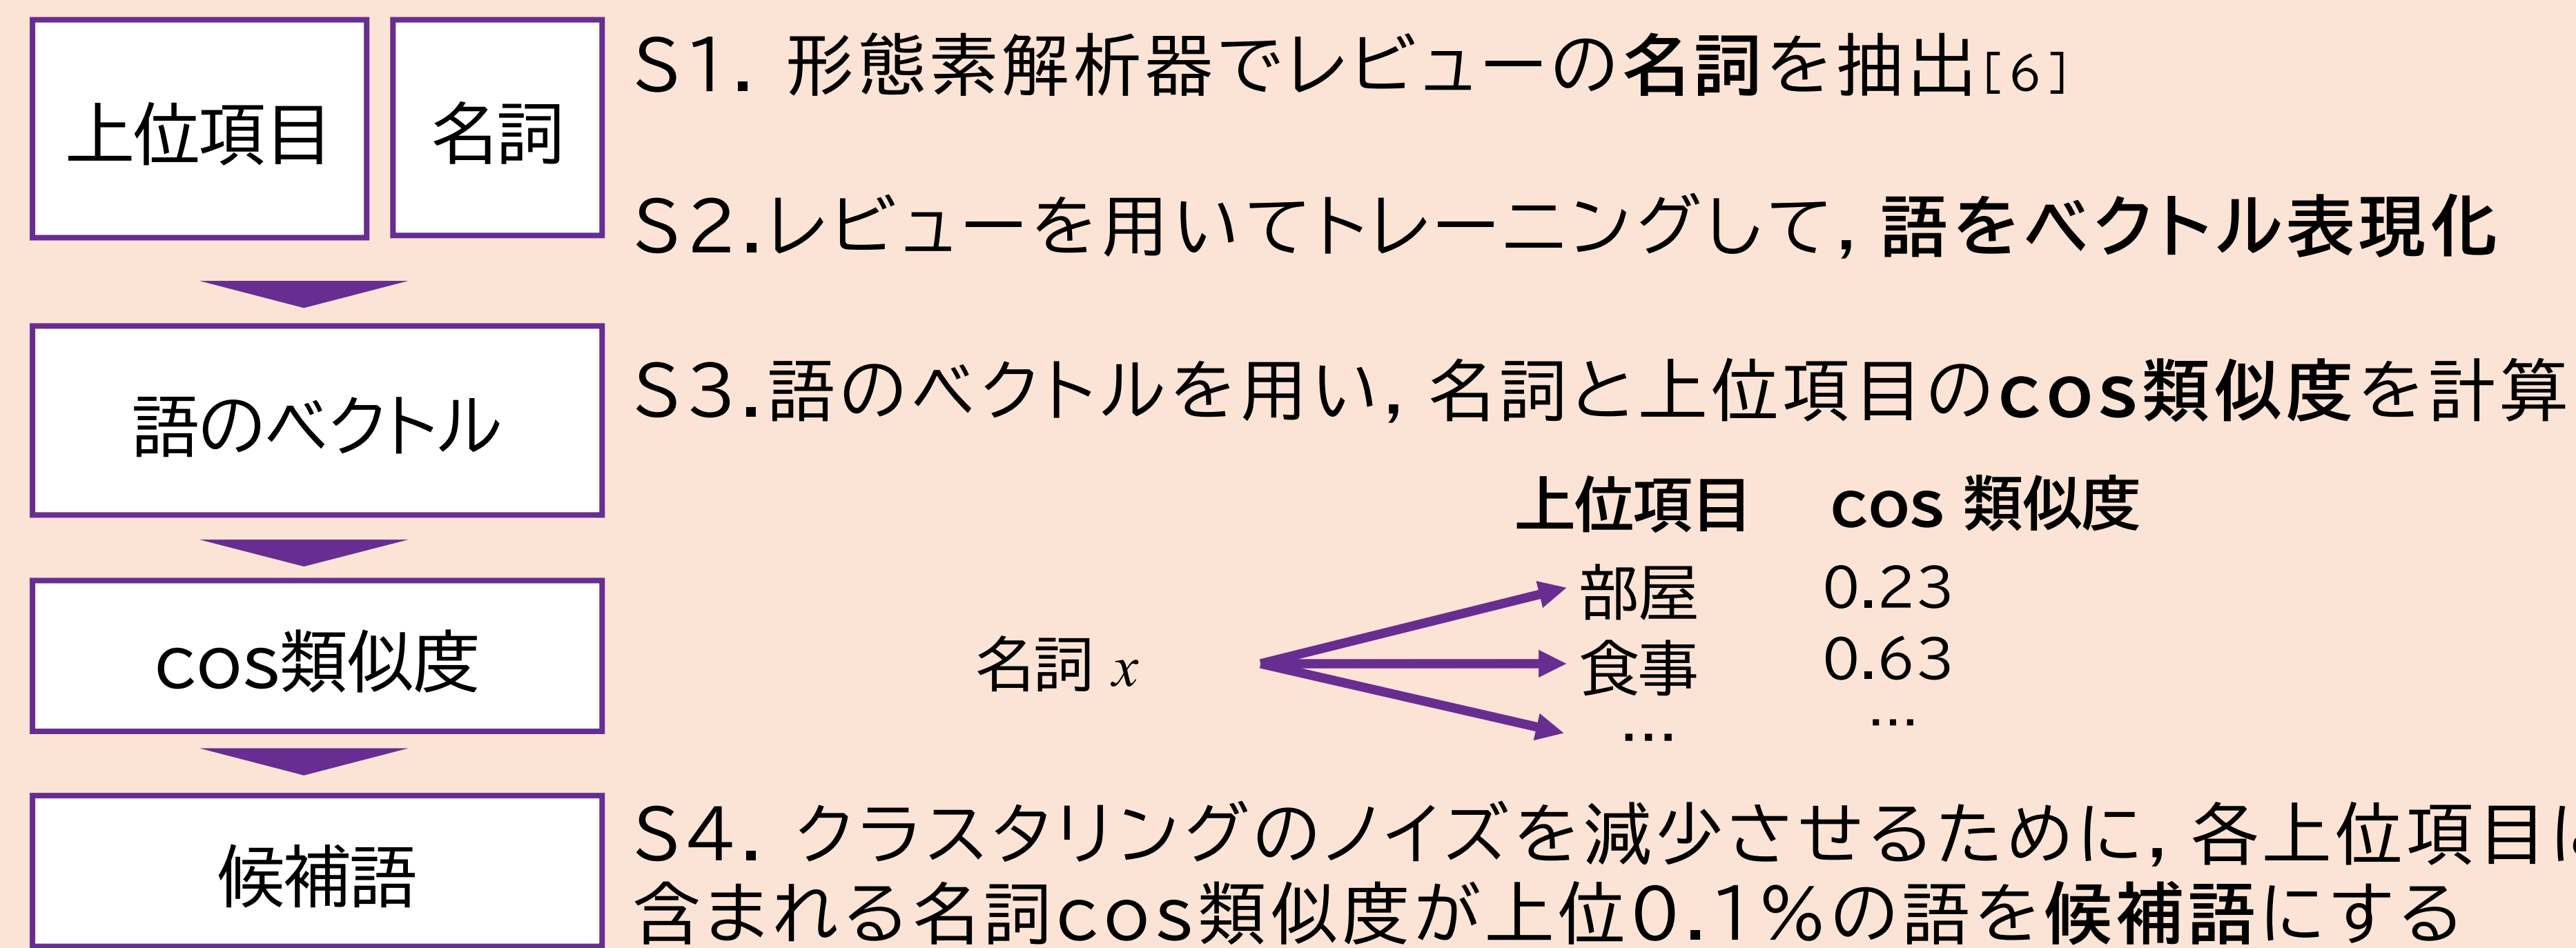 上位項目
名詞
S1. 形態素解析器でレビューの名詞を抽出[6]
S2.レビューを用いてトレーニングして, 語をベクトル表現化
語のベクトル
S3.語のベクトルを用い, 名詞と上位項目のcos類似度を計算
上位項目 cos 類似度
部屋 0.23
名詞 x
食事 0.63
... ...
cos類似度
候補語
S4. クラスタリングのノイズを減少させるために, 各上位項目に
含まれる名詞cos類似度が上位0.1%の語を候補語にする